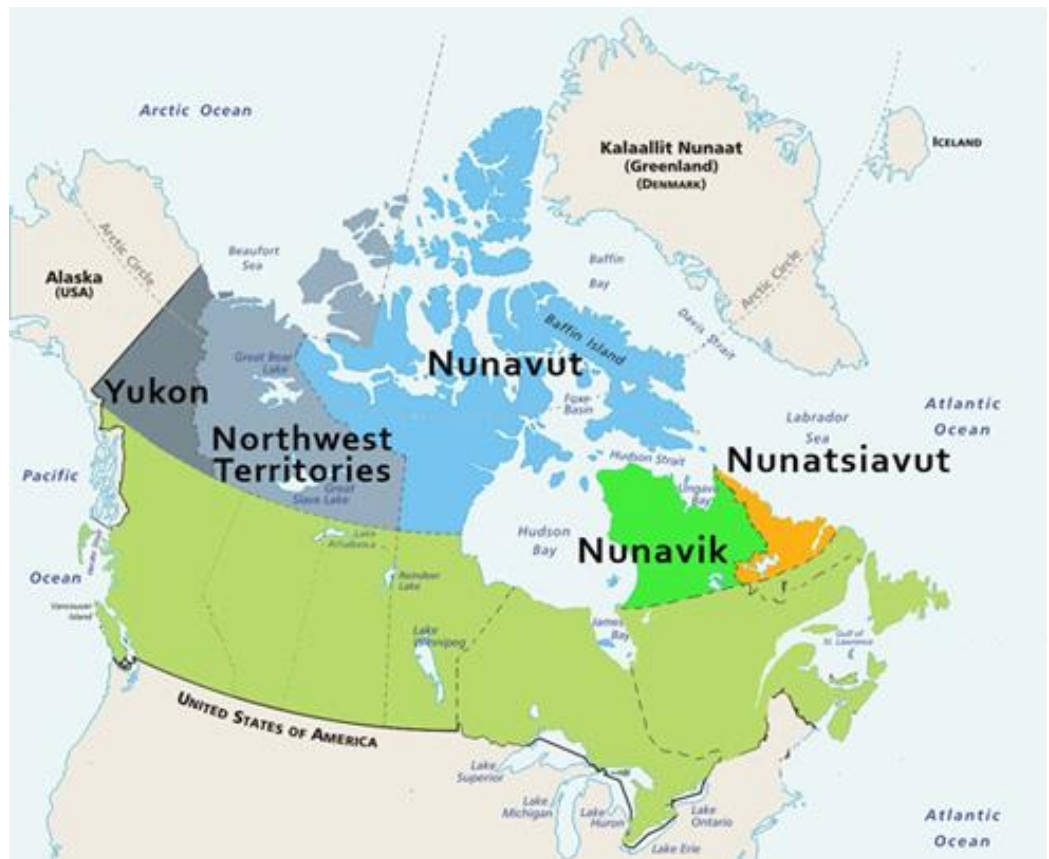 Arctic Ocean
Kalaallit Nunaat
(Greenland)
(DENMARK)
ICELAND
Arctic Circle
Beaufort
Sea
Baffin
Bay
Arctic Circle
Alaska
(USA)
Baffin Island
Davis Strait
Great Bear
Lake
Nunavut
Yukon
Foxe
Basin
Labrador
Sea
Atlantic
Ocean
Northwest
Territories
Hudson Strait
Nunatsiavut
Pacific
Great
Slave Lake
Ungava
Bay
Hudson
Bay
Nunavik
Lake
Athabasca
Ocean
Reindeer
Lake
Vancouver
Island
James
Bay
Lake
Winnipeg
Gulf of
St. Lawrence
UNITED STATES OF AMERICA
Lake
Superior
Lake
Michigan
Lake
Huron
Lake
Ontario
Lake Erie
Atlantic
Ocean